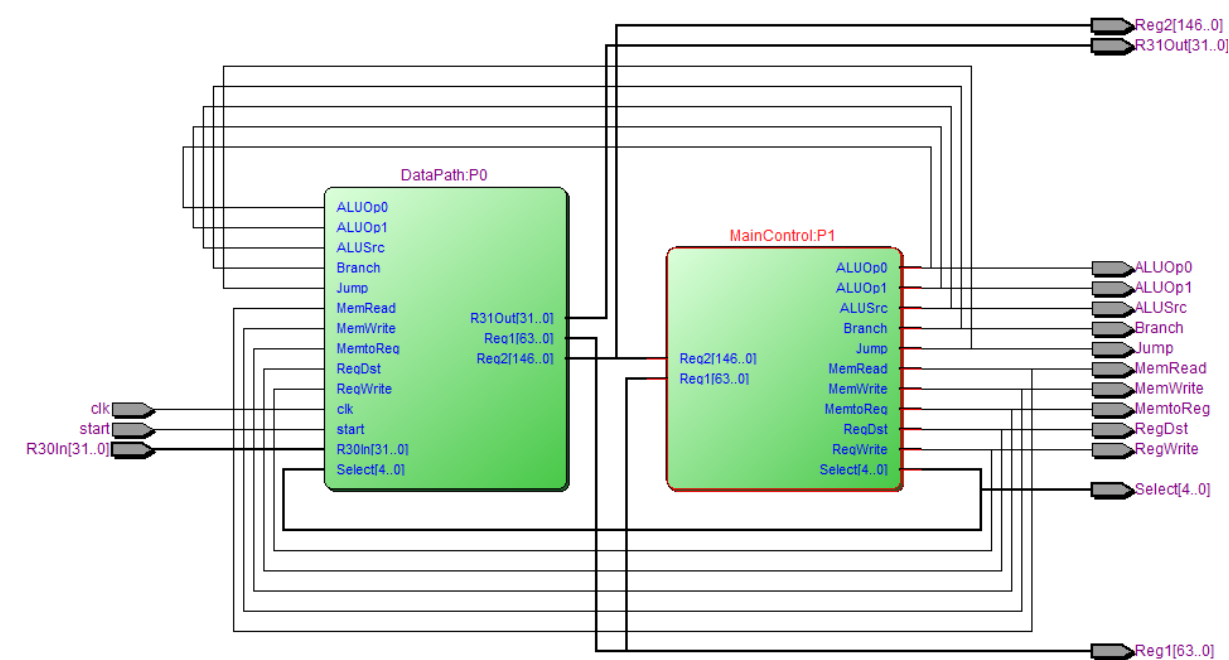 Reg2[146..0]
R31Out[31..0]
DataPath:P0
ALUOp0
ALUOp1
ALUSrc
Branch
Jump
MemRead
MemWrite
MemtoReg
RegDst
RegWrite
clk
start
R30In[31..0]
Select[4..0]
R31Out[31..0]
Reg1[63..0]
Reg2[146..0]
clk
start
R30In[31..0]
MainControl:P1
Reg2[146..0]
Reg1[63..0]
ALUOp0
ALUOp1
ALUSrc
Branch
Jump
MemRead
MemWrite
MemtoReg
RegDst
RegWrite
Select[4..0]
ALUOp0
ALUOp1
ALUSrc
Branch
Jump
MemRead
MemWrite
MemtoReg
RegDst
RegWrite
Select[4..0]
Reg1[63..0]